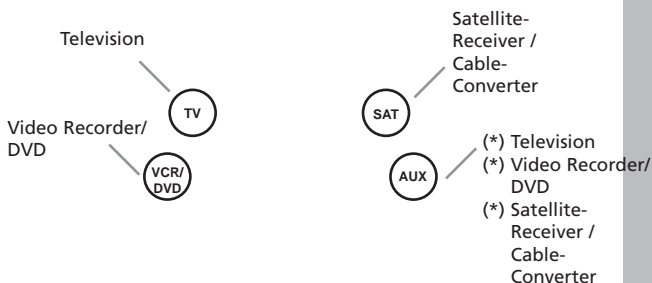 Television
TV
Video Recorder/
DVD
VCR/
DVD
Satellite-
Receiver /
Cable-
Converter
SAT
AUX
(*) Television
(*) Video Recorder/
DVD
(*) Satellite-
Receiver /
Cable-
Converter